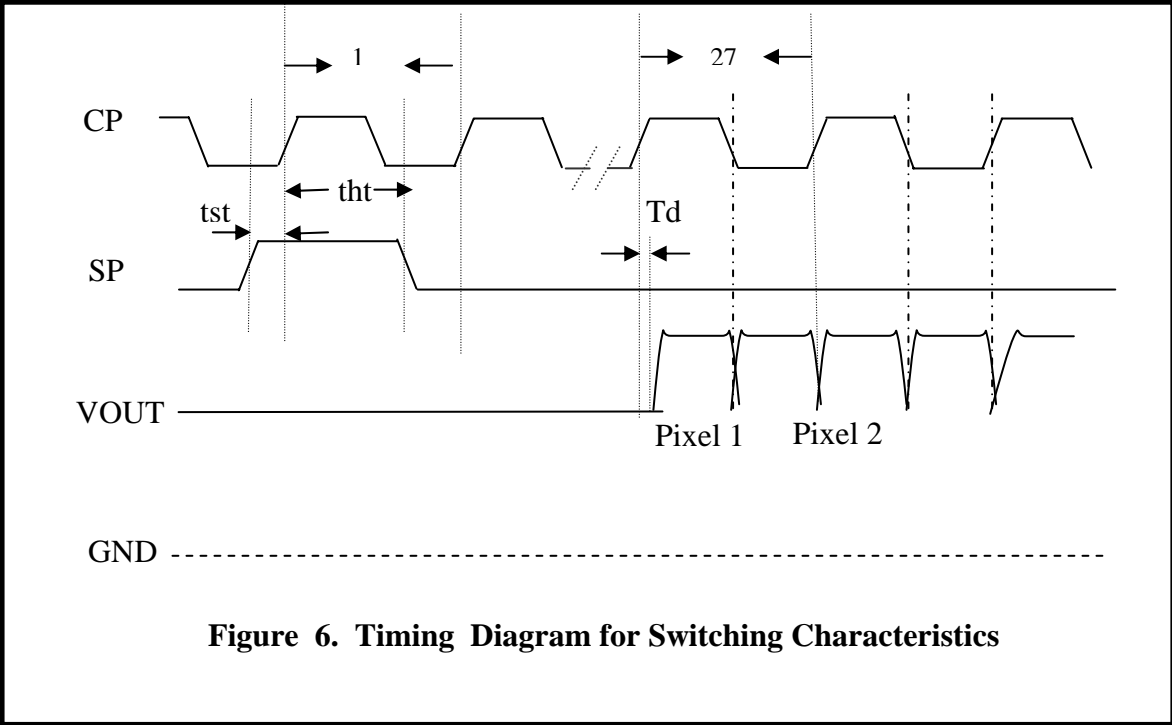 1
27
CP
tht
tst
Td
SP
VOUT
Pixel 1 Pixel 2
GND
Figure 6. Timing Diagram for Switching Characteristics